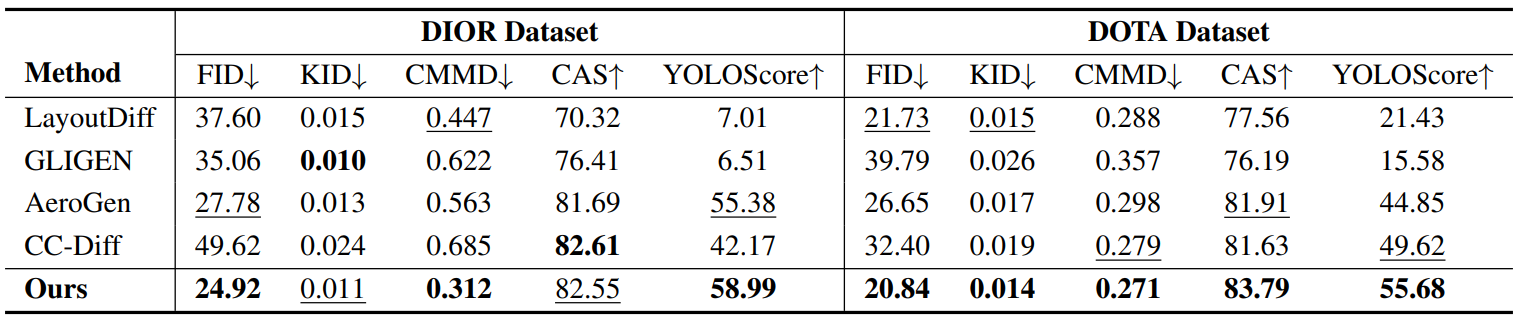 DIOR Dataset DOTA Dataset
Method FID↓ KID↓ CMMD↓ CAS↑ YOLOScore↑ FID↓ KID↓ CMMD↓ CAS↑ YOLOScore↑
LayoutDiff 37.60 0.015 0.447 70.32 7.01 21.73 0.015 0.288 77.56 21.43
GLIGEN 35.06 0.010 0.622 76.41 6.51 39.79 0.026 0.357 76.19 15.58
AeroGen 27.78 0.013 0.563 81.69 55.38 26.65 0.017 0.298 81.91 44.85
CC-Diff 49.62 0.024 0.685 82.61 42.17 32.40 0.019 0.279 81.63 49.62
Ours 24.92 0.011 0.312 82.55 58.99 20.84 0.014 0.271 83.79 55.68